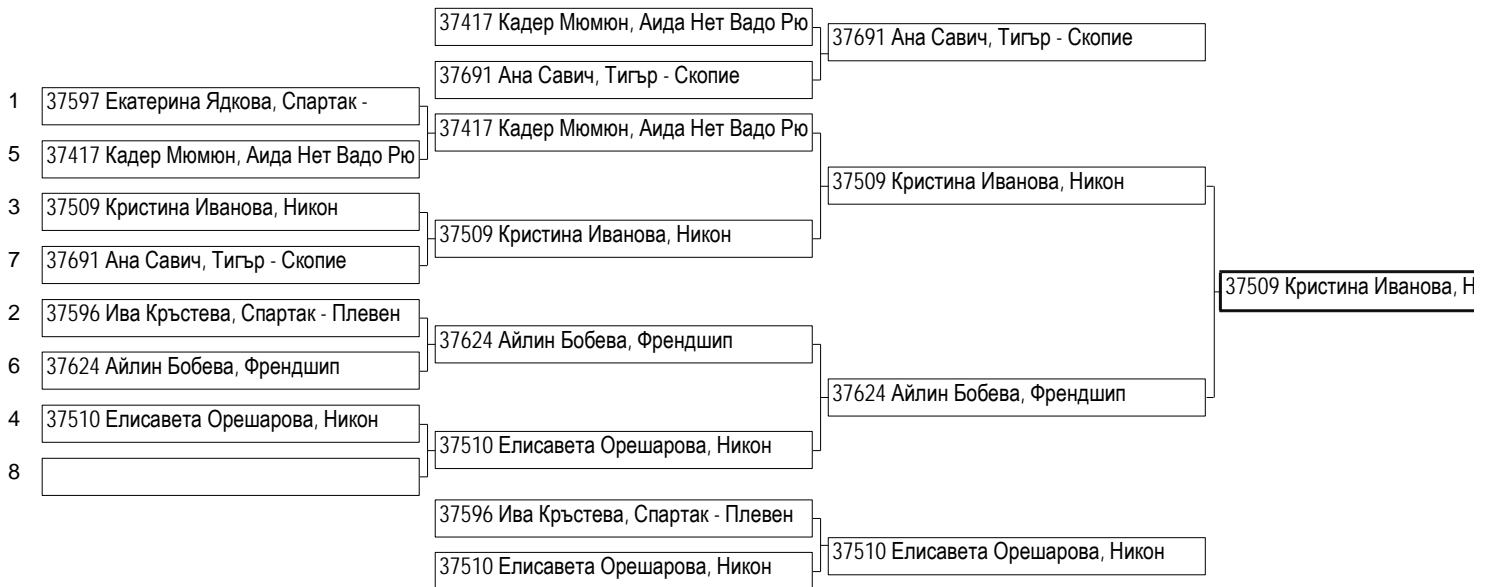 37417 Кадер Мюмюн, Аида Нет Вадо Рю
37691 Ана Савич, Тигър - Скопие
37691 Ана Савич, Тигър - Скопие
1 37597 Екатерина Ядкова, Спартак -
37417 Кадер Мюмюн, Аида Нет Вадо Рю
5 37417 Кадер Мюмюн, Аида Нет Вадо Рю
37509 Кристина Иванова, Никон
3 37509 Кристина Иванова, Никон
37509 Кристина Иванова, Никон
7 37691 Ана Савич, Тигър - Скопие
37509 Кристина Иванова, Н
2 37596 Ива Кръстева, Спартак - Плевен
37624 Айлин Бобева, Френдшип
6 37624 Айлин Бобева, Френдшип
37624 Айлин Бобева, Френдшип
4 37510 Елисавета Орешарова, Никон
37510 Елисавета Орешарова, Никон
8
37596 Ива Кръстева, Спартак - Плевен
37510 Елисавета Орешарова, Никон
37510 Елисавета Орешарова, Никон